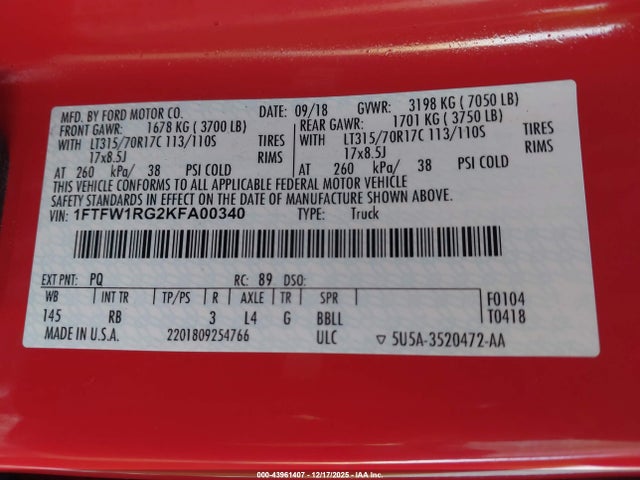 MFD. BY FORD MOTOR CO. DATE: 09/18 GVWR: 3198 KG ( 7050 LB)
FRONT GAWR: 1678 KG ( 3700 LB) REAR GAWR: 1701 KG ( 3750 LB)
WITH LT315/70R17C 113/110S TIRES WITH LT315/70R17C 113/110S TIRES
17x8.5J RIMS 17x8.5J RIMS
AT 260 kPa/ 38 PSI COLD AT 260 kPa/ 38 PSI COLD
THIS VEHICLE CONFORMS TO ALL APPLICABLE FEDERAL MOTOR VEHICLE
SAFETY STANDARDS IN EFFECT ON THE DATE OF MANUFACTURE SHOWN ABOVE.
VIN: 1FTFW1RG2KFA00340 TYPE: Truck
EXT PNT: PQ RC: 89 DSO:
WB INT TR TP/PS R AXLE TR SPR F0104
145 RB 3 L4 G BBLL T0418
MADE IN U.S.A. 2201809254766 ULC ▽ 5U5A-3520472-AA
000-43961407 - 12/17/2025 - IAA Inc.